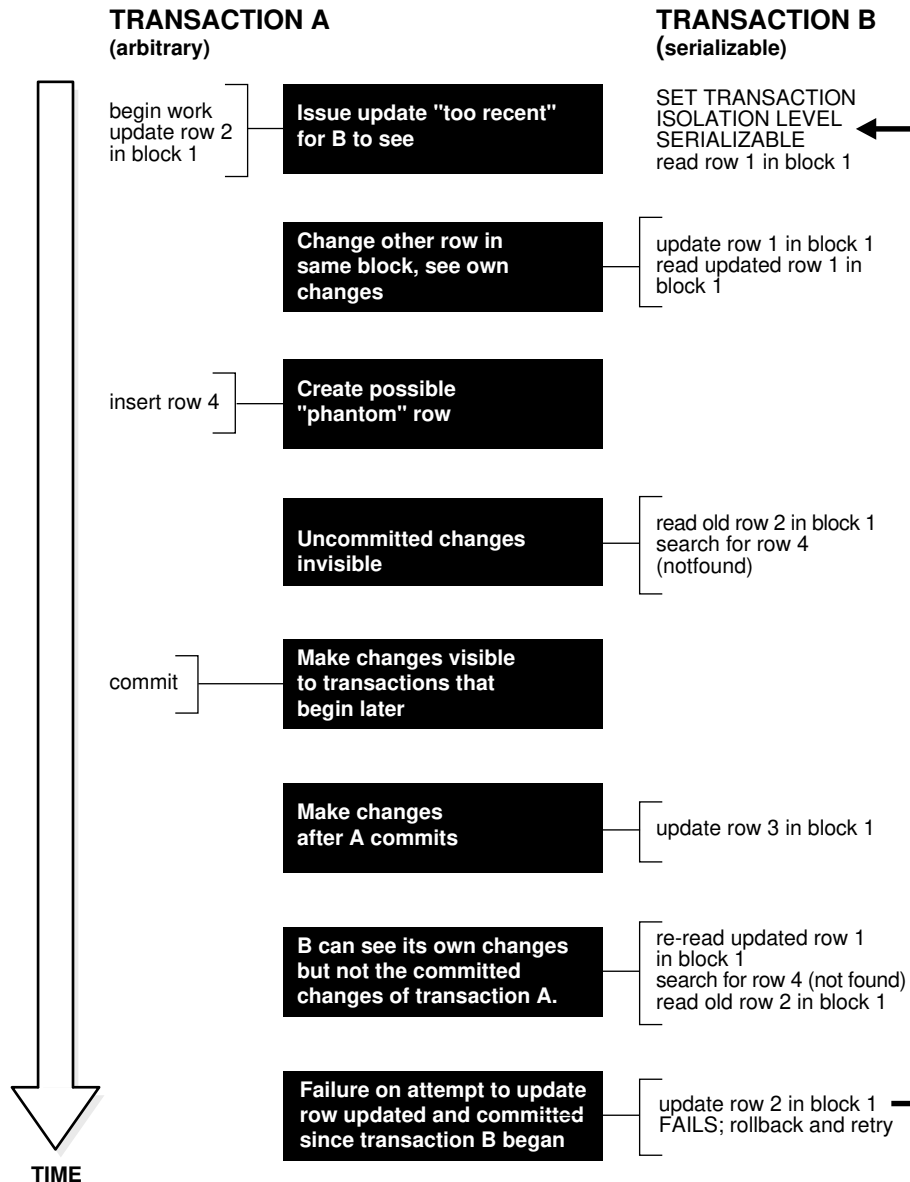 TRANSACTION A
(arbitrary)
TRANSACTION B
(serializable)
begin work
update row 2
in block 1
Issue update "too recent"
for B to see
SET TRANSACTION
ISOLATION LEVEL
SERIALIZABLE
read row 1 in block 1
Change other row in
same block, see own
changes
update row 1 in block 1
read updated row 1 in
block 1
insert row 4
Create possible
"phantom" row
Uncommitted changes
invisible
read old row 2 in block 1
search for row 4
(notfound)
commit
Make changes visible
to transactions that
begin later
Make changes
after A commits
update row 3 in block 1
B can see its own changes
but not the committed
changes of transaction A.
re-read updated row 1
in block 1
search for row 4 (not found)
read old row 2 in block 1
Failure on attempt to update
row updated and committed
since transaction B began
update row 2 in block 1
FAILS; rollback and retry
TIME